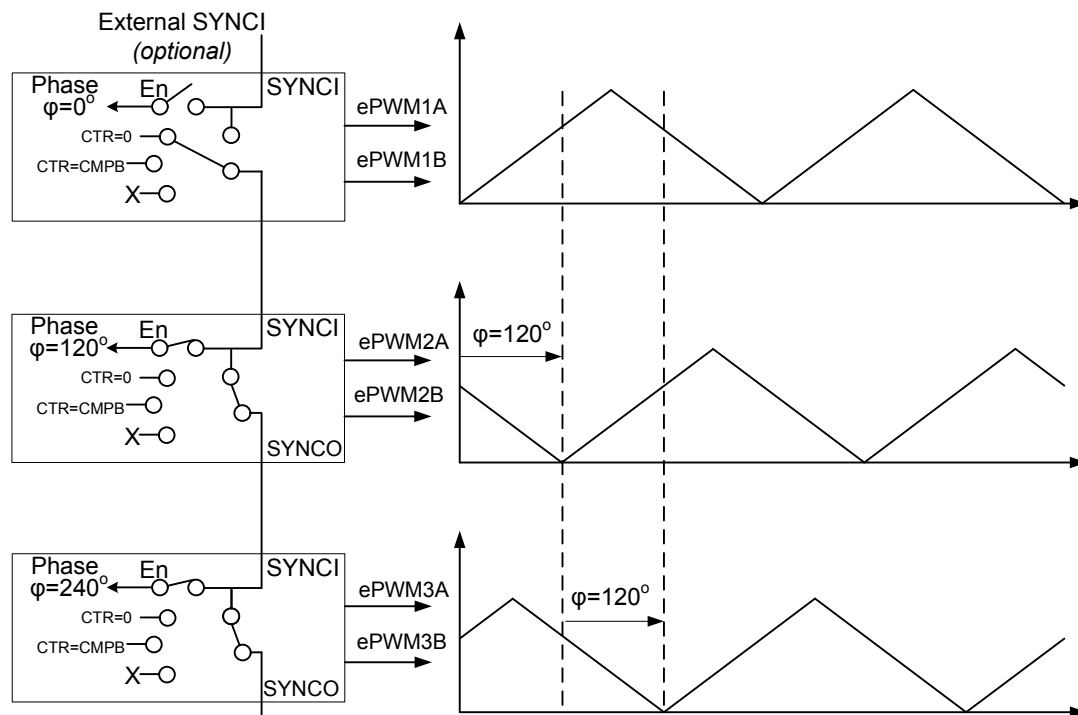 External SYNCI
(optional)
Phase
φ=0°
En
SYNCI
CTR=0
CTR=CMPB
X
ePWM1A
ePWM1B
Phase
φ=120°
En
SYNCI
CTR=0
CTR=CMPB
X
SYNCO
ePWM2A
ePWM2B
φ=120°
Phase
φ=240°
En
SYNCI
CTR=0
CTR=CMPB
X
SYNCO
ePWM3A
ePWM3B
φ=120°